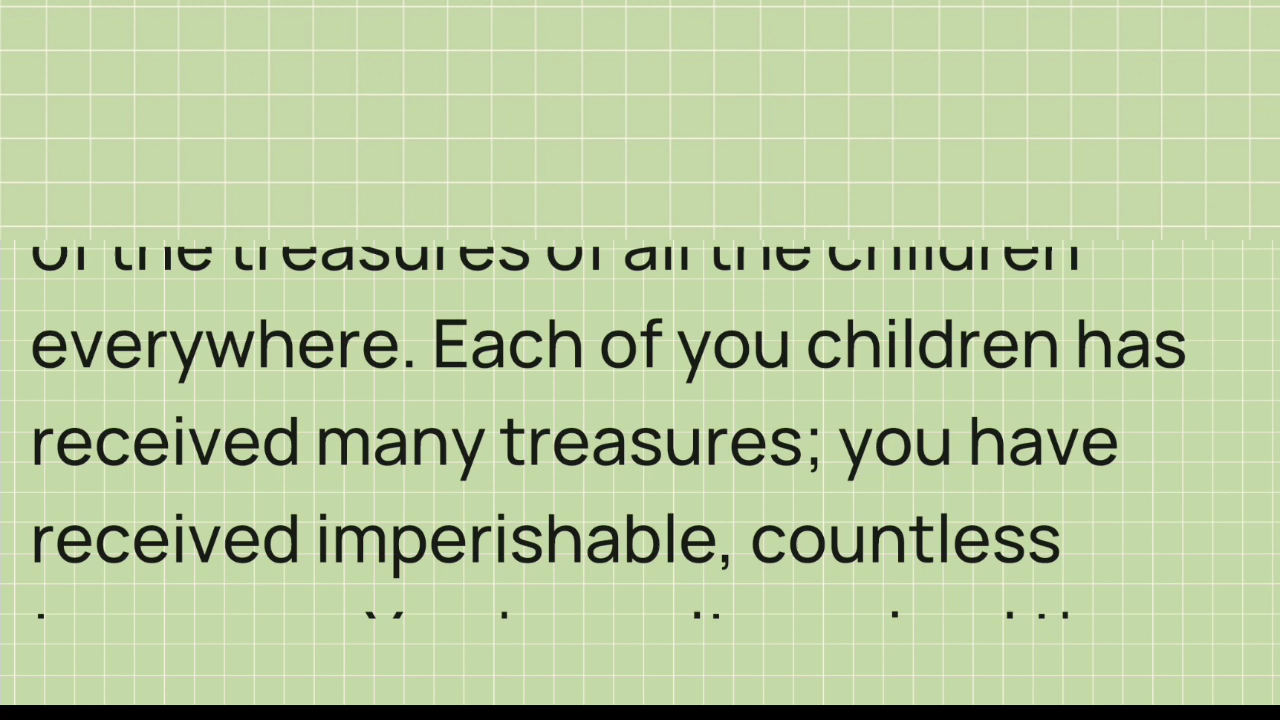 of the treasures of all the children
everywhere. Each of you children has
received many treasures; you have
received imperishable, countless